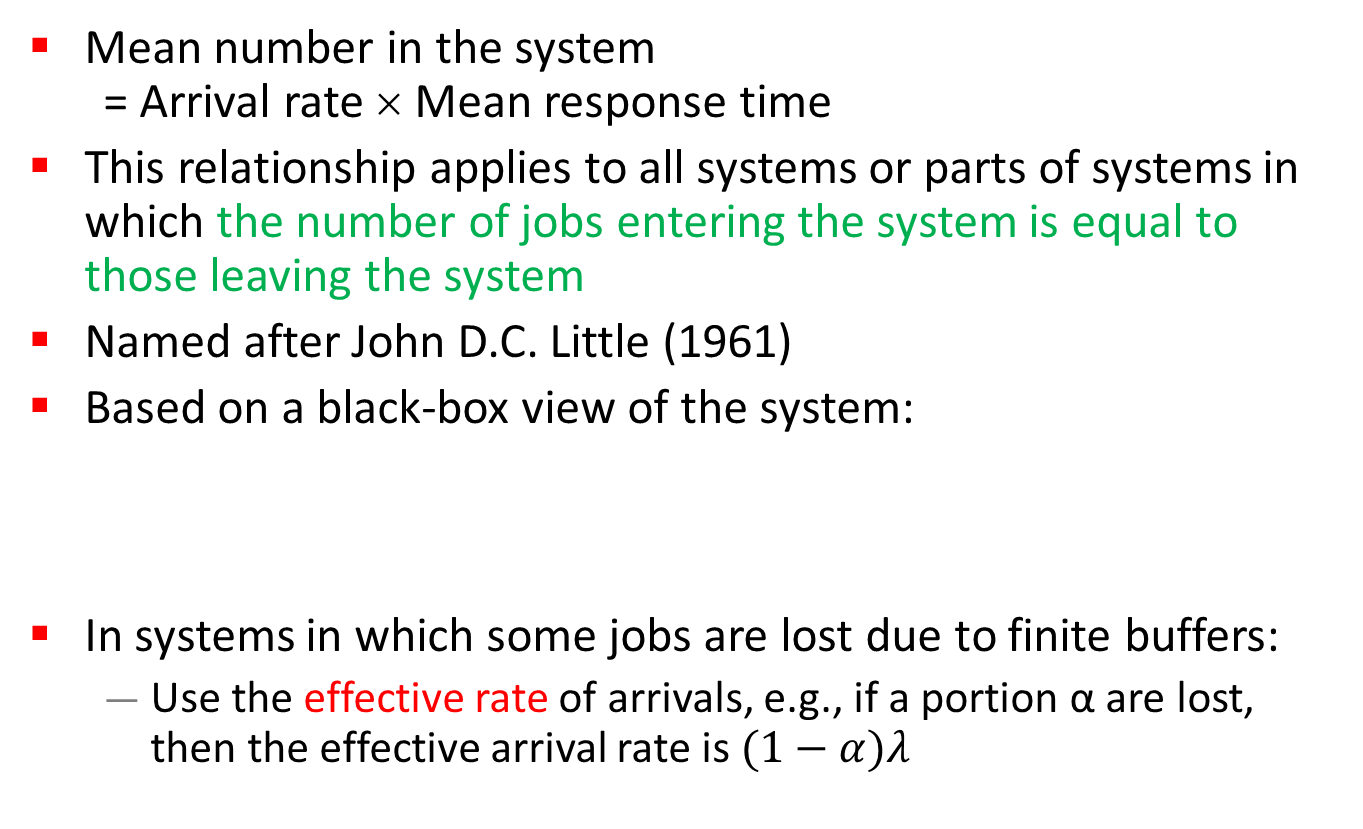 ▪ Mean number in the system
= Arrival rate × Mean response time
▪ This relationship applies to all systems or parts of systems in
which the number of jobs entering the system is equal to
those leaving the system
▪ Named after John D.C. Little (1961)
▪ Based on a black-box view of the system:
▪ In systems in which some jobs are lost due to finite buffers:
— Use the effective rate of arrivals, e.g., if a portion α are lost,
then the effective arrival rate is (1 − α)λ